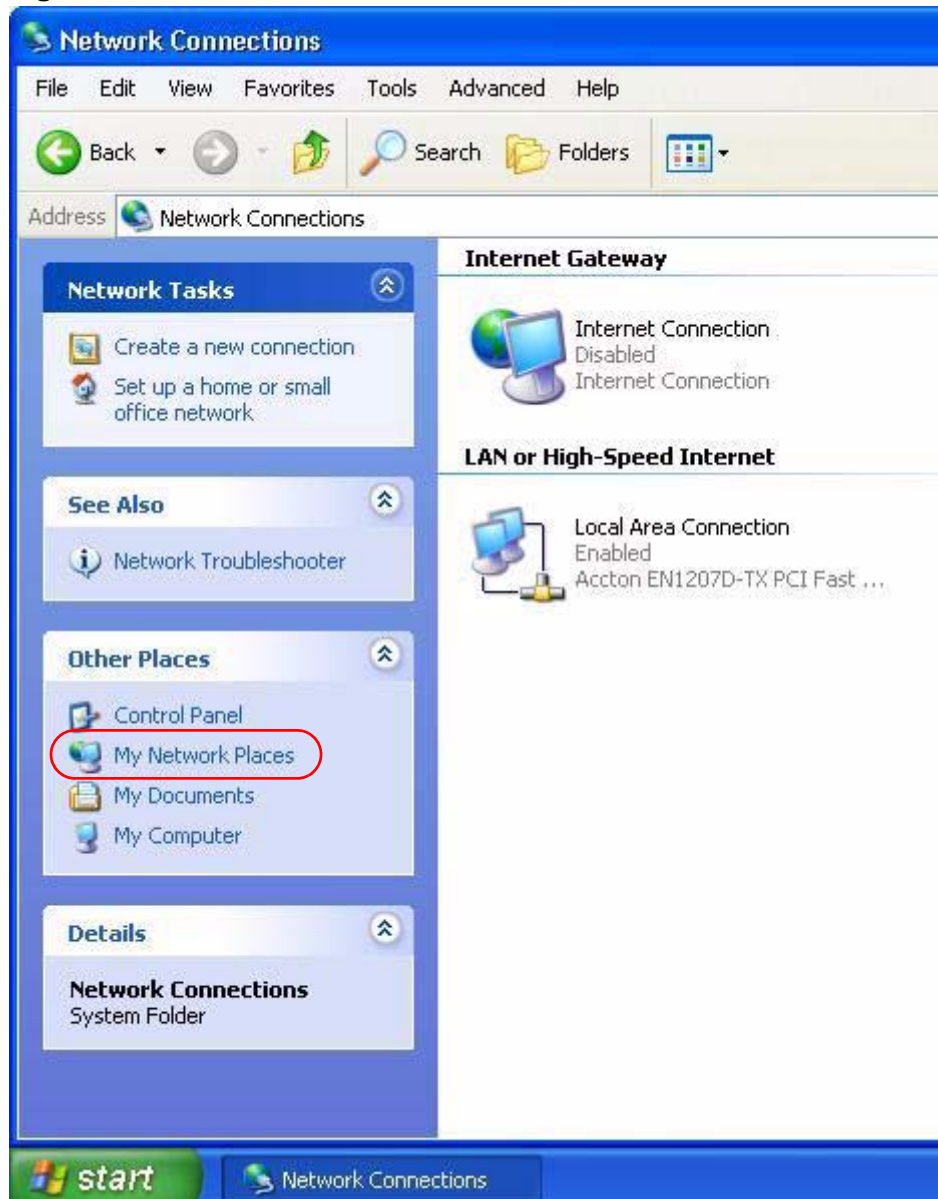 Network Connections
File Edit View Favorites Tools Advanced Help
Back Search Folders
Address Network Connections
Network Tasks
Create a new connection
Set up a home or small
office network
See Also
Network Troubleshooter
Other Places
Control Panel
My Network Places
My Documents
My Computer
Details
Network Connections
System Folder
Internet Gateway
Internet Connection
Disabled
Internet Connection
LAN or High-Speed Internet
Local Area Connection
Enabled
Accton EN1207D-TX PCI Fast ...
start Network Connections